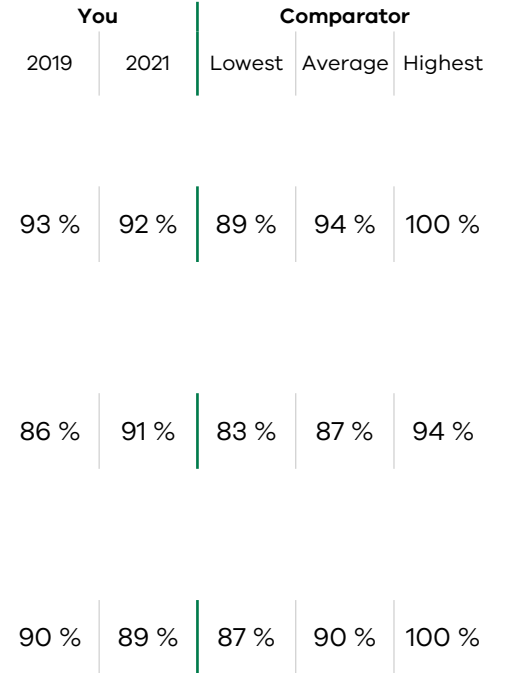 You Comparator
2019 2021 Lowest Average Highest
93 % 92 % 89 % 94 % 100 %
86 % 91 % 83 % 87 % 94 %
90 % 89 % 87 % 90 % 100 %